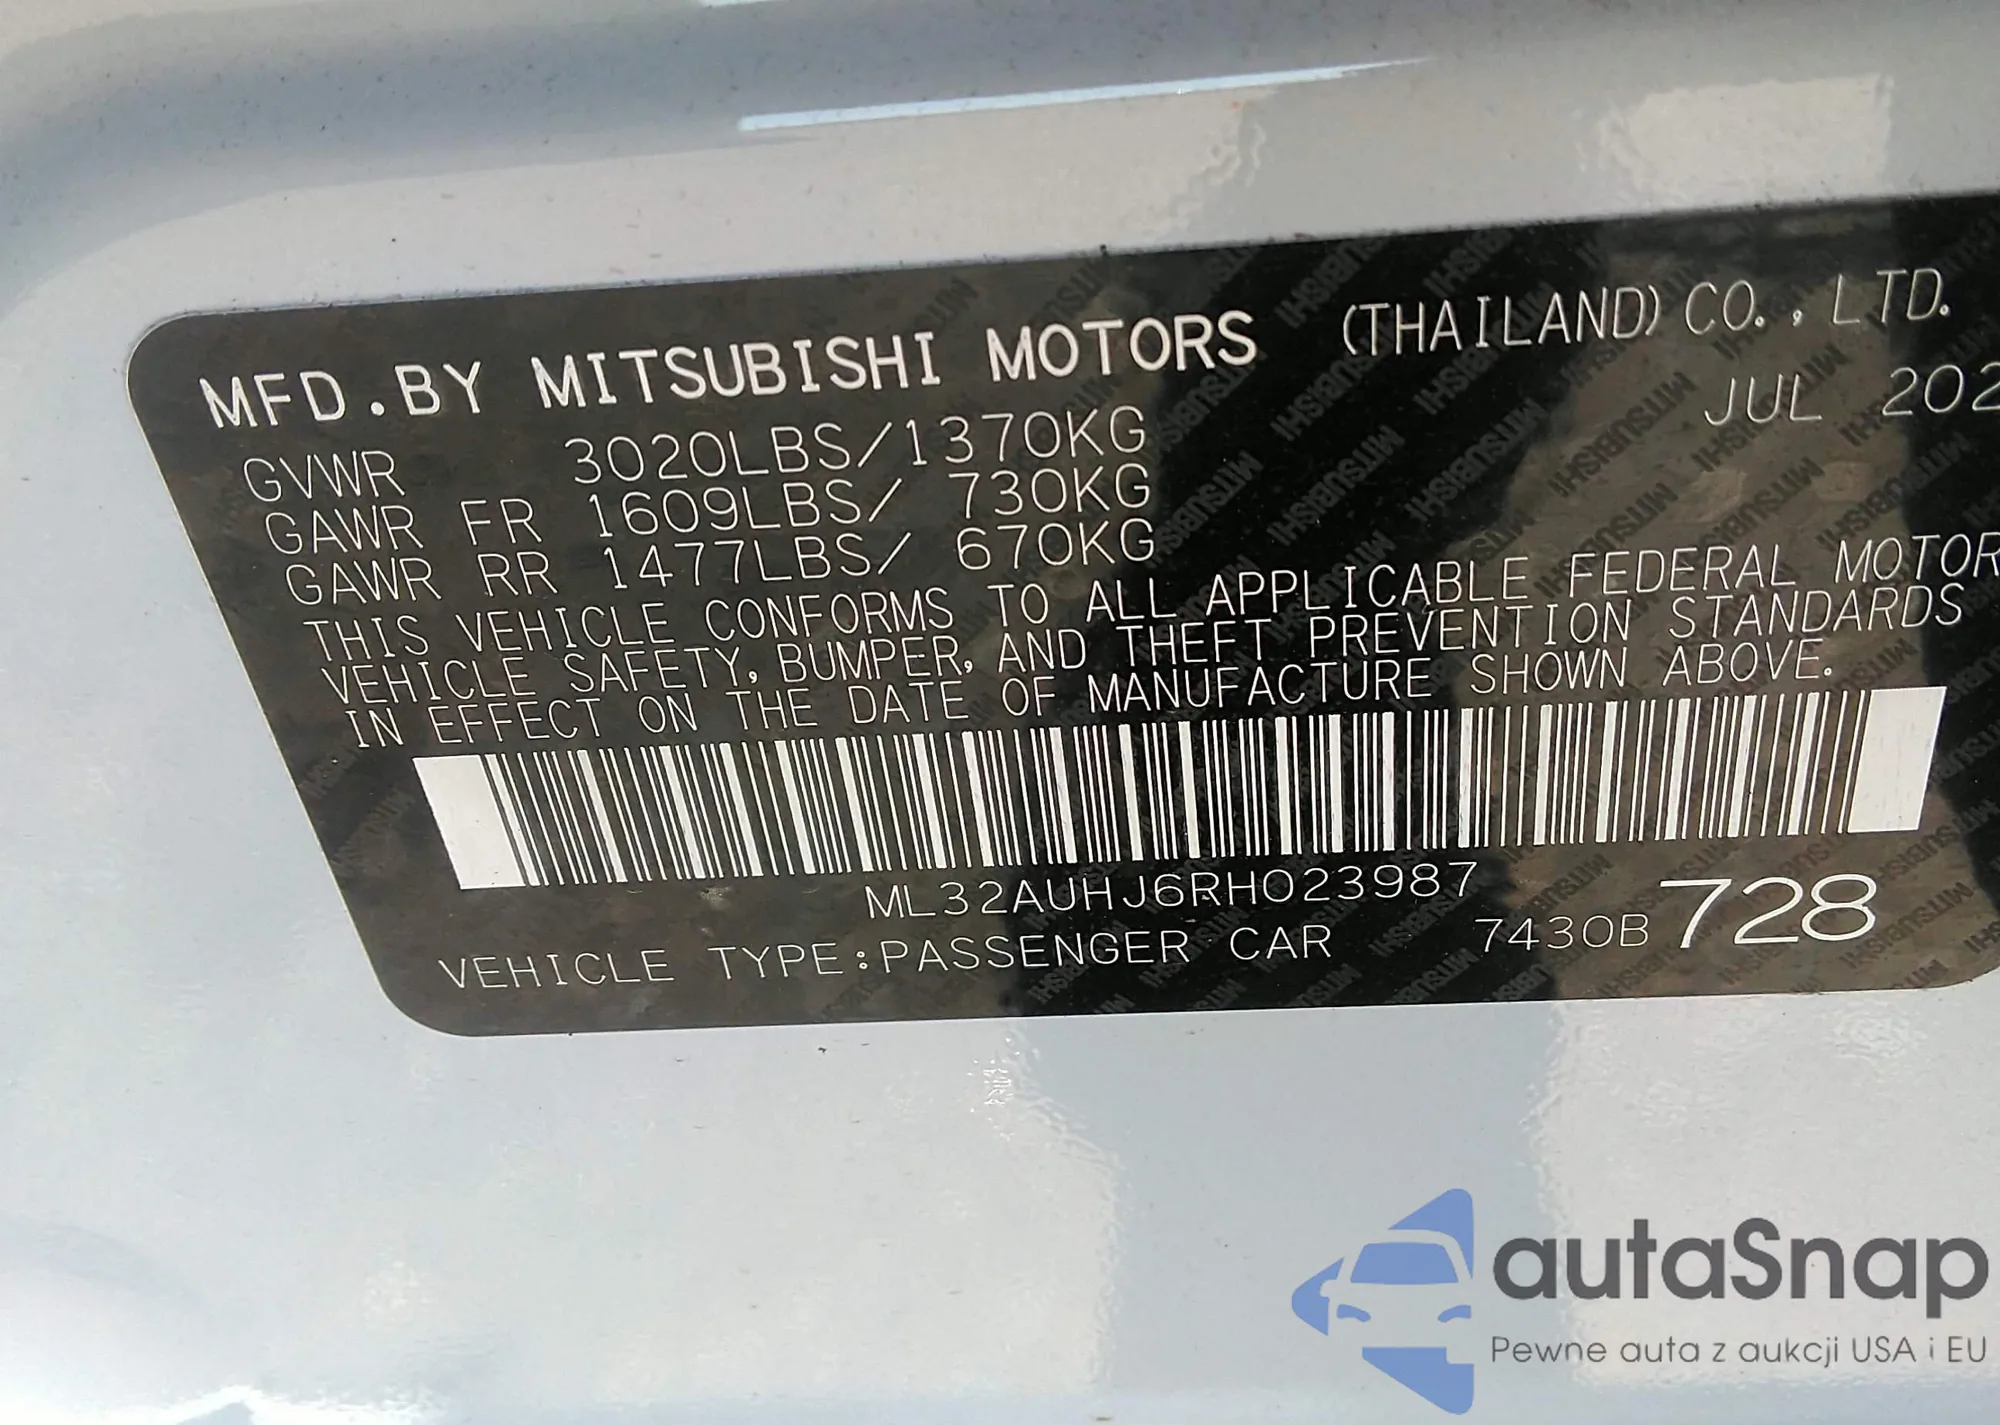 MFD.BY MITSUBISHI MOTORS (THAILAND) CO., LTD.
JUL 202
GVWR 3020LBS/1370KG
GAWR FR 1609LBS/ 730KG
GAWR RR 1477LBS/ 670KG
THIS VEHICLE CONFORMS TO ALL APPLICABLE FEDERAL MOTOR
VEHICLE SAFETY, BUMPER, AND THEFT PREVENTION STANDARDS
IN EFFECT ON THE DATE OF MANUFACTURE SHOWN ABOVE.
ML32AUHJ6RH023987
VEHICLE TYPE:PASSENGER CAR 7430B 728
autaSnap
Pewne auta z aukcji USA i EU